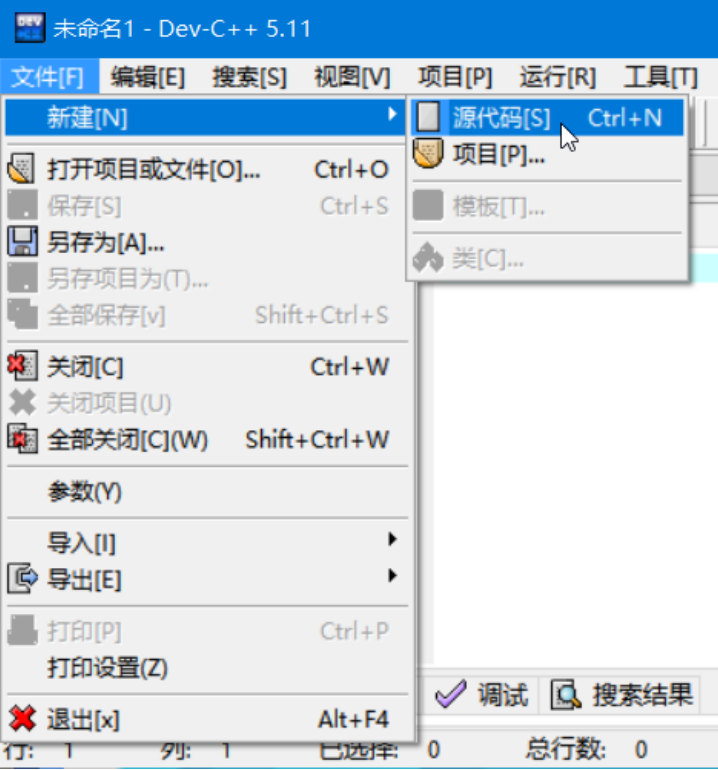 未命名1 - Dev-C++ 5.11
文件[F] 编辑[E] 搜索[S] 视图[V] 项目[P] 运行[R] 工具[T]
新建[N]
源代码[S] Ctrl+N
项目[P]...
模板[T]...
类[C]...
打开项目或文件[O]... Ctrl+O
保存[S] Ctrl+S
另存为[A]...
另存项目为(T)...
全部保存[v] Shift+Ctrl+S
关闭[C] Ctrl+W
关闭项目(U)
全部关闭[C](W) Shift+Ctrl+W
参数(Y)
导入[I]
导出[E]
打印[P] Ctrl+P
打印设置(Z)
退出[x] Alt+F4
调试 搜索结果
行: 1 列: 1 已选择: 0 总行数: 0